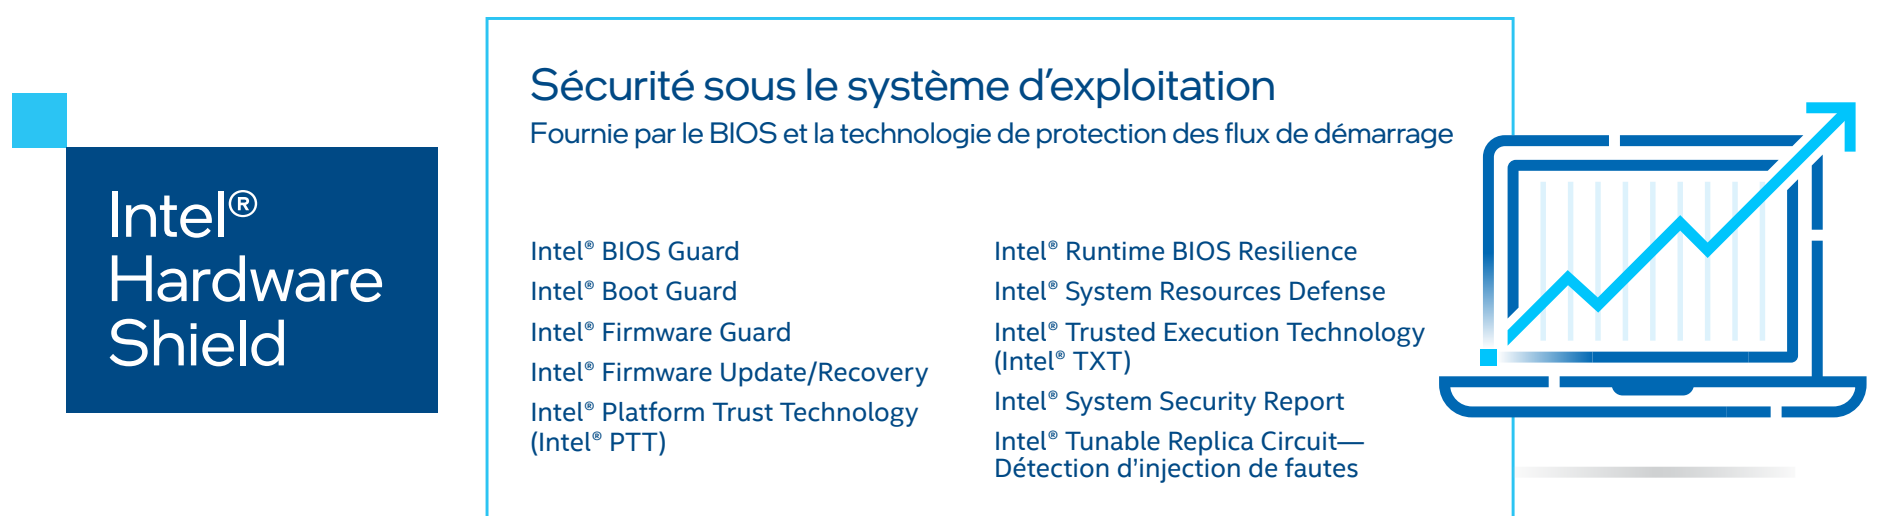 Intel®
Hardware
Shield
Sécurité sous le système d’exploitation
Fournie par le BIOS et la technologie de protection des flux de démarrage
Intel® BIOS Guard
Intel® Boot Guard
Intel® Firmware Guard
Intel® Firmware Update/Recovery
Intel® Platform Trust Technology
(Intel® PTT)
Intel® Runtime BIOS Resilience
Intel® System Resources Defense
Intel® Trusted Execution Technology
(Intel® TXT)
Intel® System Security Report
Intel® Tunable Replica Circuit—
Détection d’injection de fautes